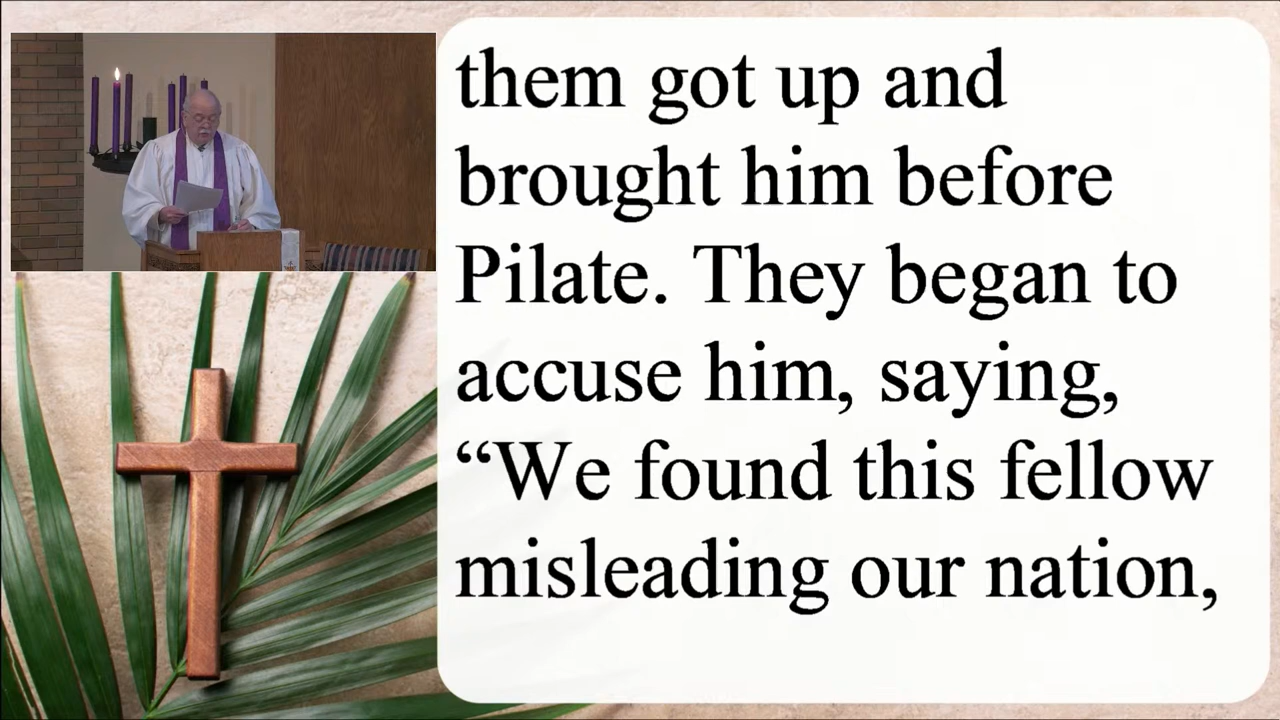 them got up and
brought him before
Pilate. They began to
accuse him, saying,
“We found this fellow
misleading our nation,